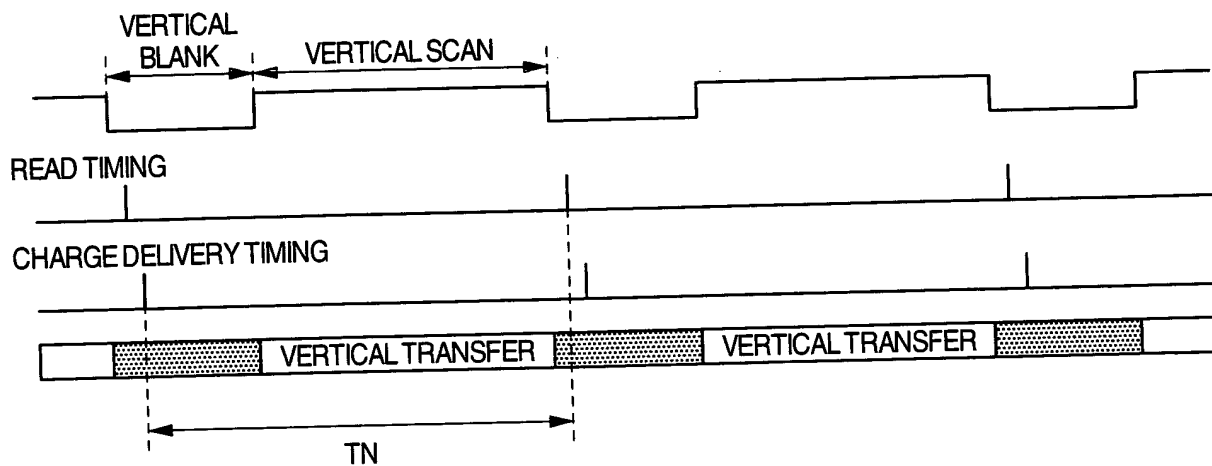 VERTICAL
BLANK
VERTICAL SCAN
READ TIMING
CHARGE DELIVERY TIMING
VERTICAL TRANSFER
VERTICAL TRANSFER
TN